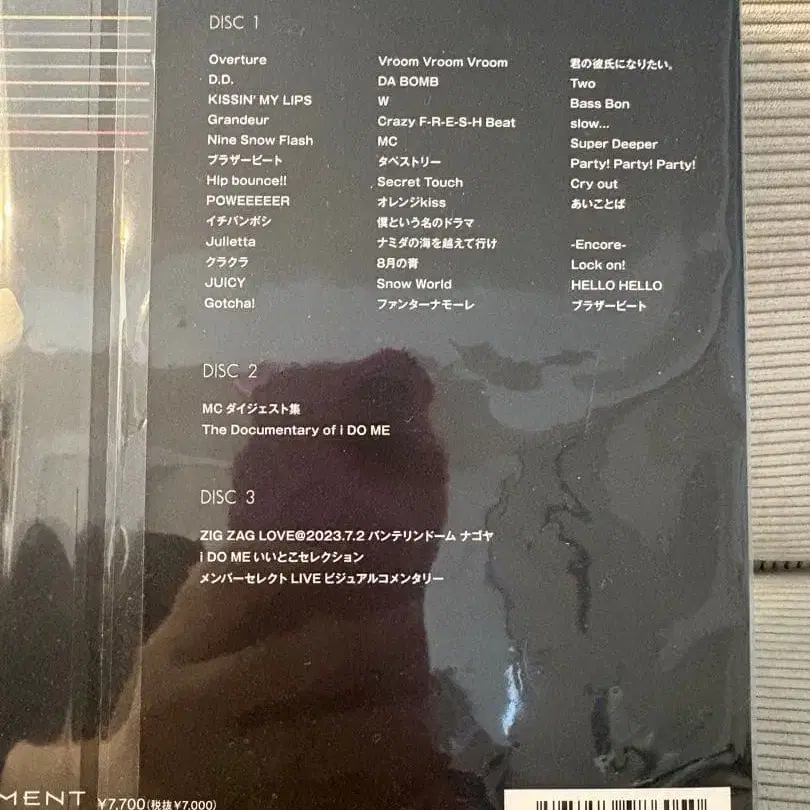 DISC 1
Overture
D.D.
KISSIN' MY LIPS
Grandeur
Nine Snow Flash
ブラザービート
Hip bounce!!
POWEEEEER
イチバンボシ
Julietta
クラクラ
JUICY
Gotcha!
Vroom Vroom Vroom
DA BOMB
W
Crazy F-R-E-S-H Beat
MC
タペストリー
Secret Touch
オレンジkiss
僕という名のドラマ
ナミダの海を越えて行け
8月の青
Snow World
ファンターナモーレ
君の彼氏になりたい。
Two
Bass Bon
slow...
Super Deeper
Party! Party! Party!
Cry out
あいことば
-Encore-
Lock on!
HELLO HELLO
ブラザービート
DISC 2
MC ダイジェスト集
The Documentary of i DO ME
DISC 3
ZIG ZAG LOVE@2023.7.2 バンテリンドーム ナゴヤ
i DO ME いいとこセレクション
メンバーセレクト LIVE ビジュアルコメンタリー
MENT ¥7,700(税抜¥7,000)